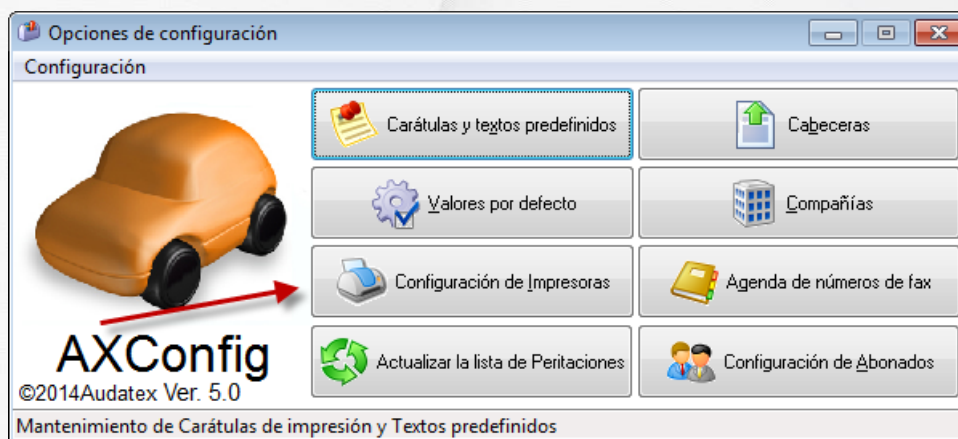 Opciones de configuración
Configuración
Carátulas y textos predefinidos
Cabeceras
Valores por defecto
Compañías
Configuración de Impresoras
Agenda de números de fax
Actualizar la lista de Peritaciones
Configuración de Abonados
AXConfig
©2014Audatex Ver. 5.0
Mantenimiento de Carátulas de impresión y Textos predefinidos